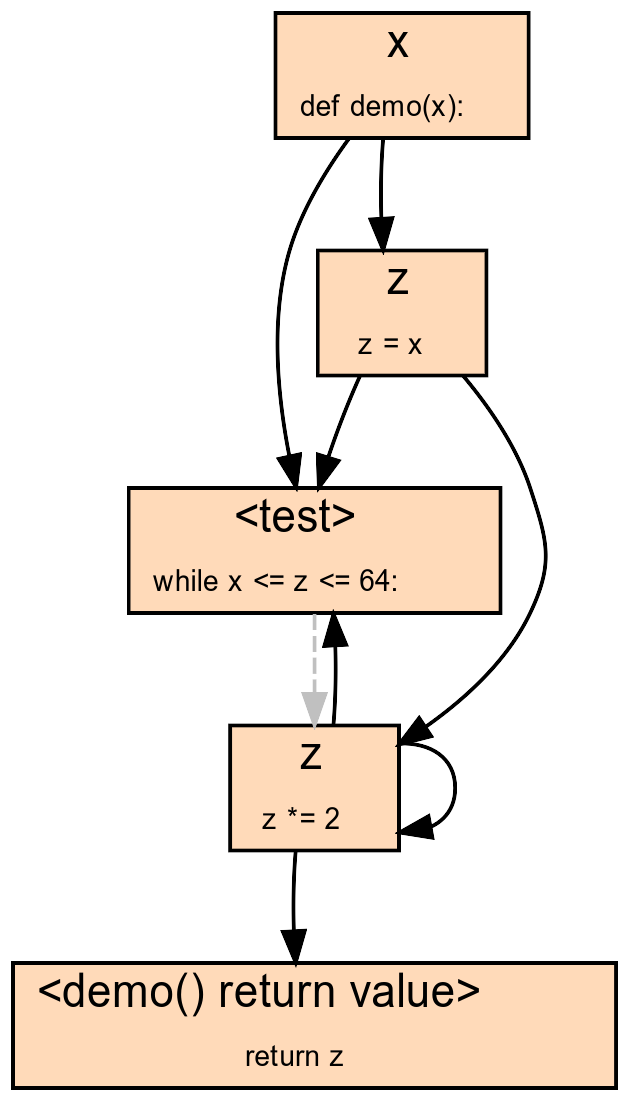 x
def demo(x):
z
z = x
<test>
while x <= z <= 64:
z
z *= 2
<demo() return value>
return z